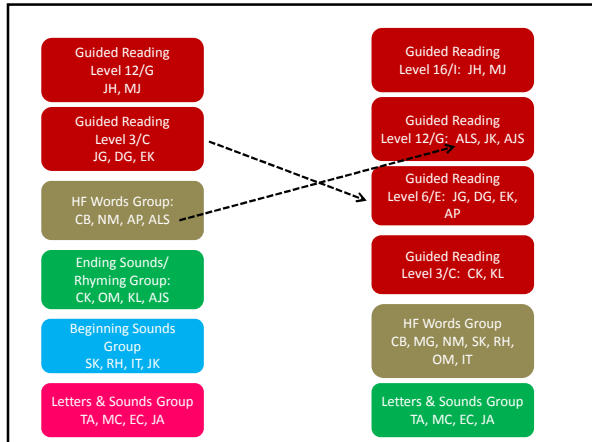 Guided Reading
Level 12/G
JH, MJ
Guided Reading
Level 3/C
JG, DG, EK
HF Words Group:
CB, NM, AP, ALS
Ending Sounds/
Rhyming Group:
CK, OM, KL, AJS
Beginning Sounds
Group
SK, RH, IT, JK
Letters & Sounds Group
TA, MC, EC, JA
Guided Reading
Level 16/I: JH, MJ
Guided Reading
Level 12/G: ALS, JK, AJS
Guided Reading
Level 6/E: JG, DG, EK,
AP
Guided Reading
Level 3/C: CK, KL
HF Words Group
CB, MG, NM, SK, RH,
OM, IT
Letters & Sounds Group
TA, MC, EC, JA